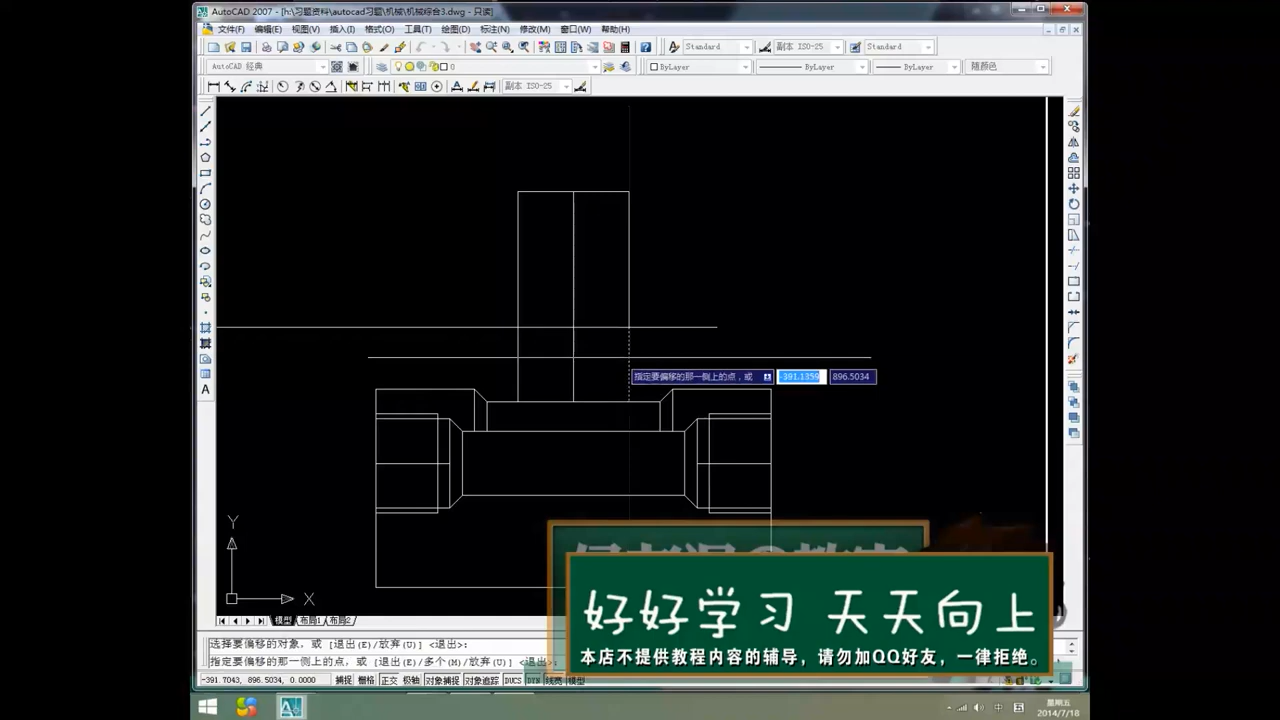 AutoCAD 2007 - [h:\习题资料\autocad习题\机械\机械综合3.dwg - 只读]
文件(F) 编辑(E) 视图(V) 插入(I) 格式(O) 工具(T) 绘图(D) 标注(N) 修改(M) 窗口(W) 帮助(H)
Standard 副本 ISO-25 Standard
AutoCAD 经典 0 ByLayer ByLayer ByLayer 随颜色
副本 ISO-25
指定要偏移的那一侧上的点，或 -391.1359 896.5034
Y
X
模型 布局1 布局2
好好学习 天天向上
本店不提供教程内容的辅导，请勿加QQ好友，一律拒绝。
选择要偏移的对象，或 [退出(E)/放弃(U)] <退出>:
指定要偏移的那一侧上的点，或 [退出(E)/多个(M)/放弃(U)] <退出>:
-391.7043, 896.5034, 0.0000 捕捉 栅格 正交 极轴 对象捕捉 对象追踪 DUCS DYN 线宽 模型
中 星期五
2014/7/18